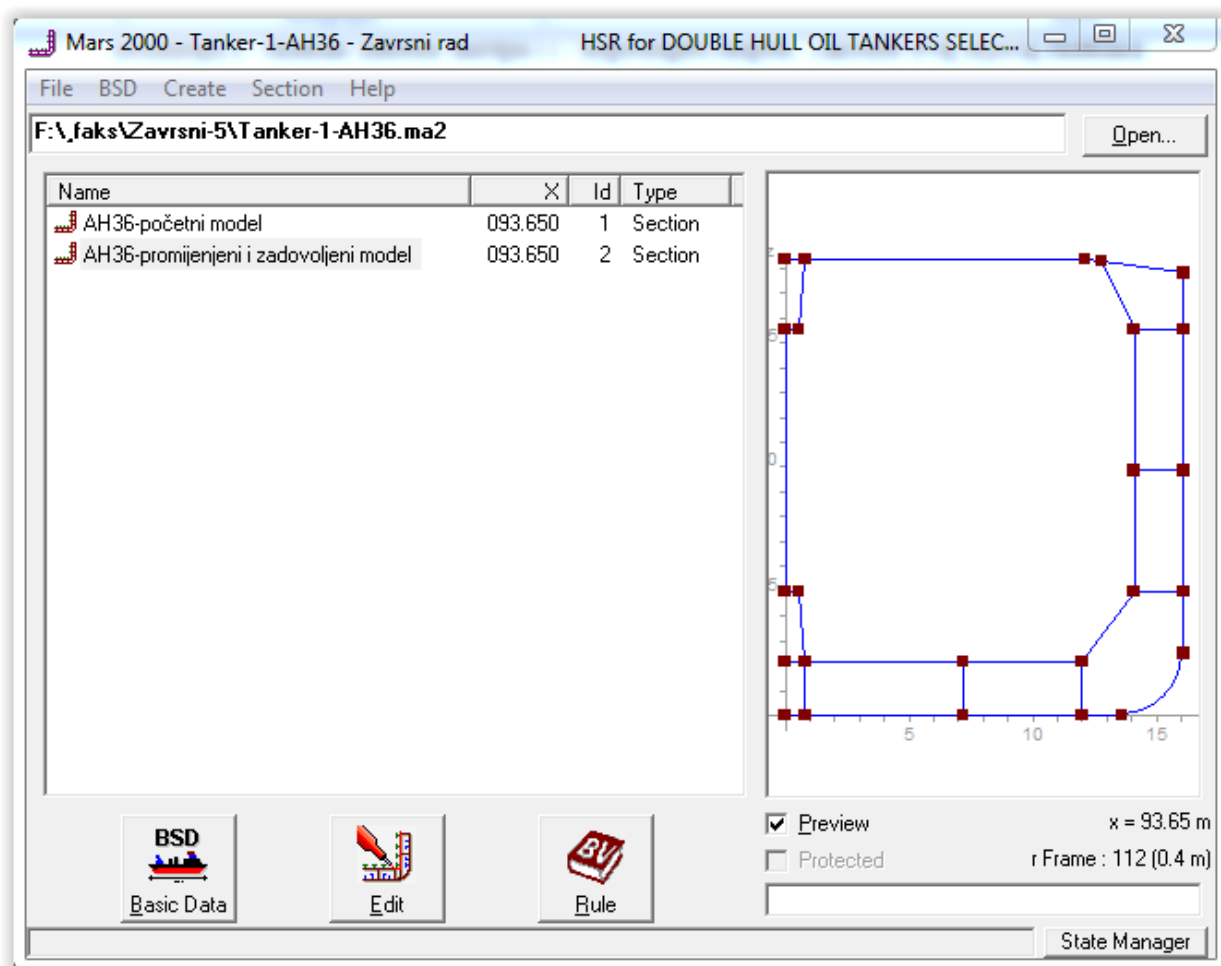 Mars 2000 - Tanker-1-AH36 - Zavrsni rad HSR for DOUBLE HULL OIL TANKERS SELEC...
File BSD Create Section Help
F:\_faks\Zavrsni-5\Tanker-1-AH36.ma2
Open...
Name X Id Type
AH36-početni model 093.650 1 Section
AH36-promijenjeni i zadovoljeni model 093.650 2 Section
z
5
0
5
5 10 15
Preview
x = 93.65 m
Protected
r Frame : 112 (0.4 m)
BSD
Basic Data
Edit
BV
Rule
State Manager